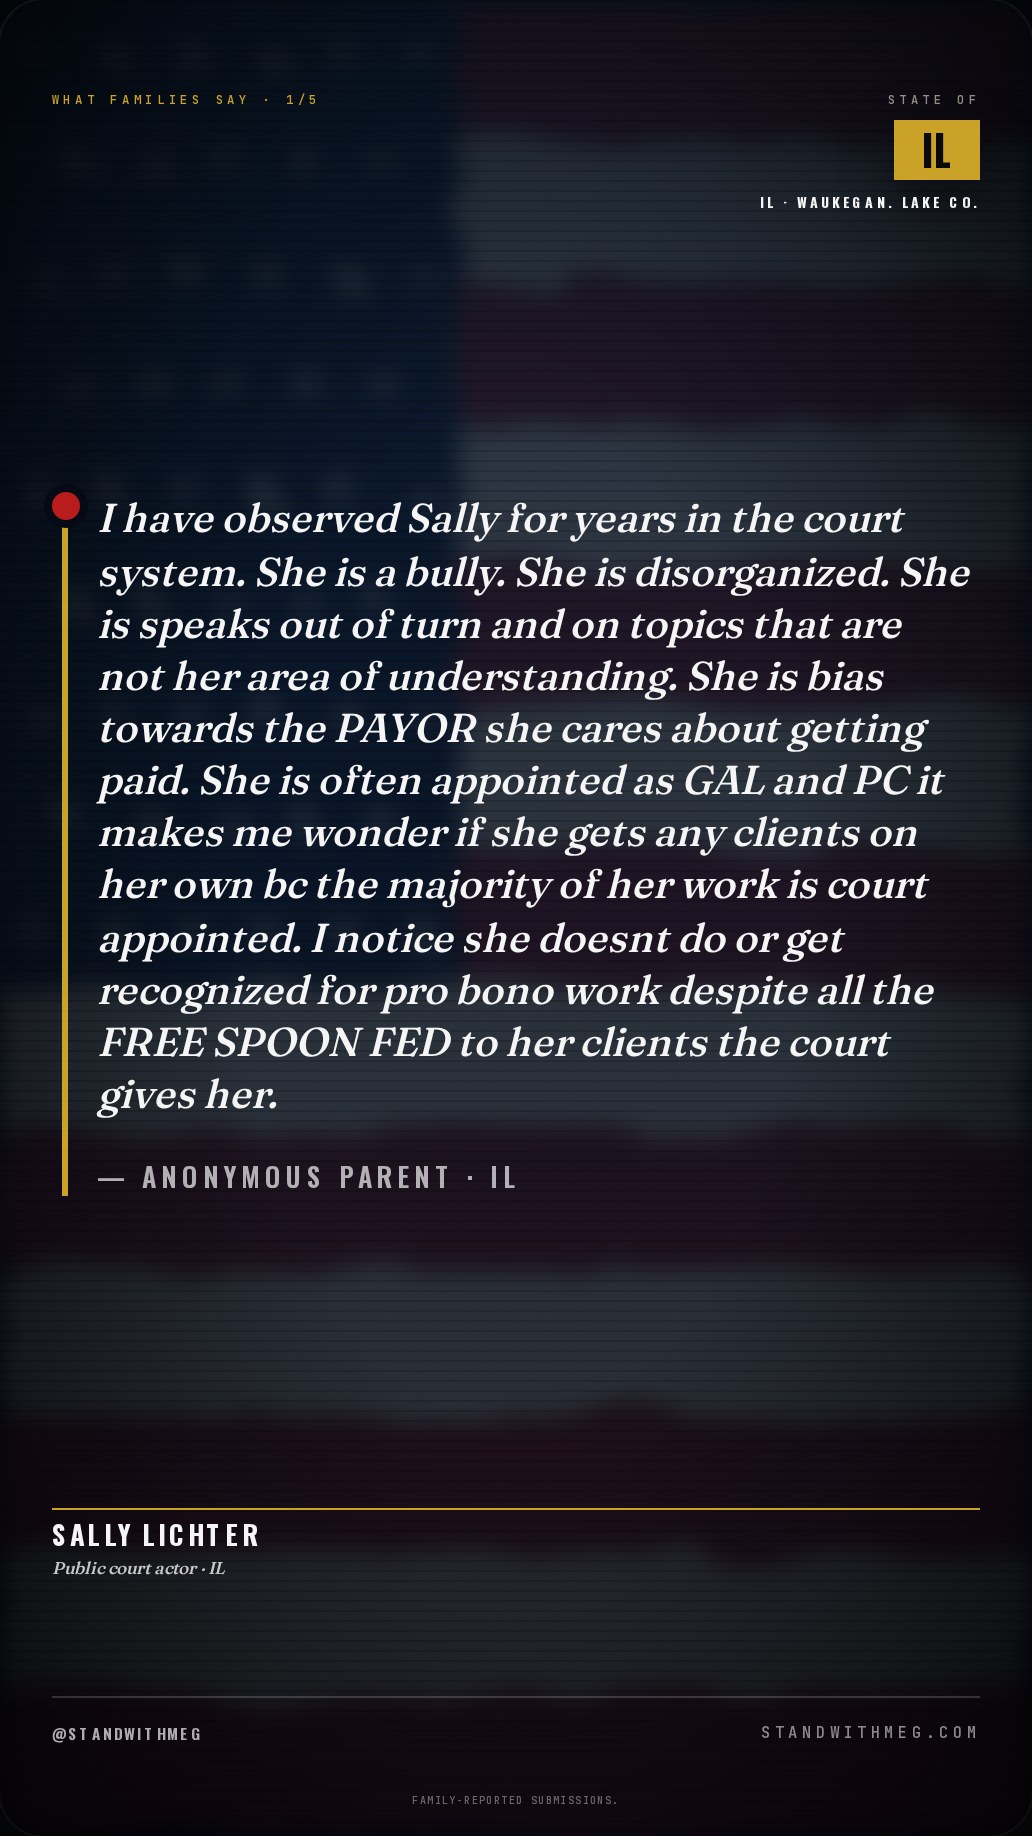 WHAT FAMILIES SAY · 1/5
STATE OF
IL
IL · WAUKEGAN. LAKE CO.
I have observed Sally for years in the court
system. She is a bully. She is disorganized. She
is speaks out of turn and on topics that are
not her area of understanding. She is bias
towards the PAYOR she cares about getting
paid. She is often appointed as GAL and PC it
makes me wonder if she gets any clients on
her own bc the majority of her work is court
appointed. I notice she doesnt do or get
recognized for pro bono work despite all the
FREE SPOON FED to her clients the court
gives her.
— ANONYMOUS PARENT · IL
SALLY LICHTER
Public court actor · IL
@STANDWITHMEG
STANDWITHMEG.COM
FAMILY-REPORTED SUBMISSIONS.